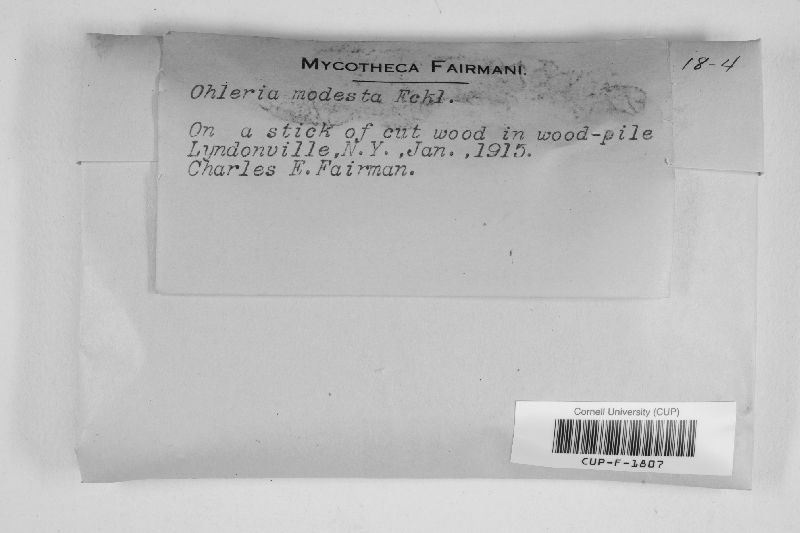 MYCOTHECA FAIRMANI.
18-4
Ohleria modesta Fckl.
On a stick of cut wood in wood-pile
Lyndonville,N.Y.,Jan.,1915.
Charles E.Fairman.
Cornell University (CUP)
CUP-F-1807